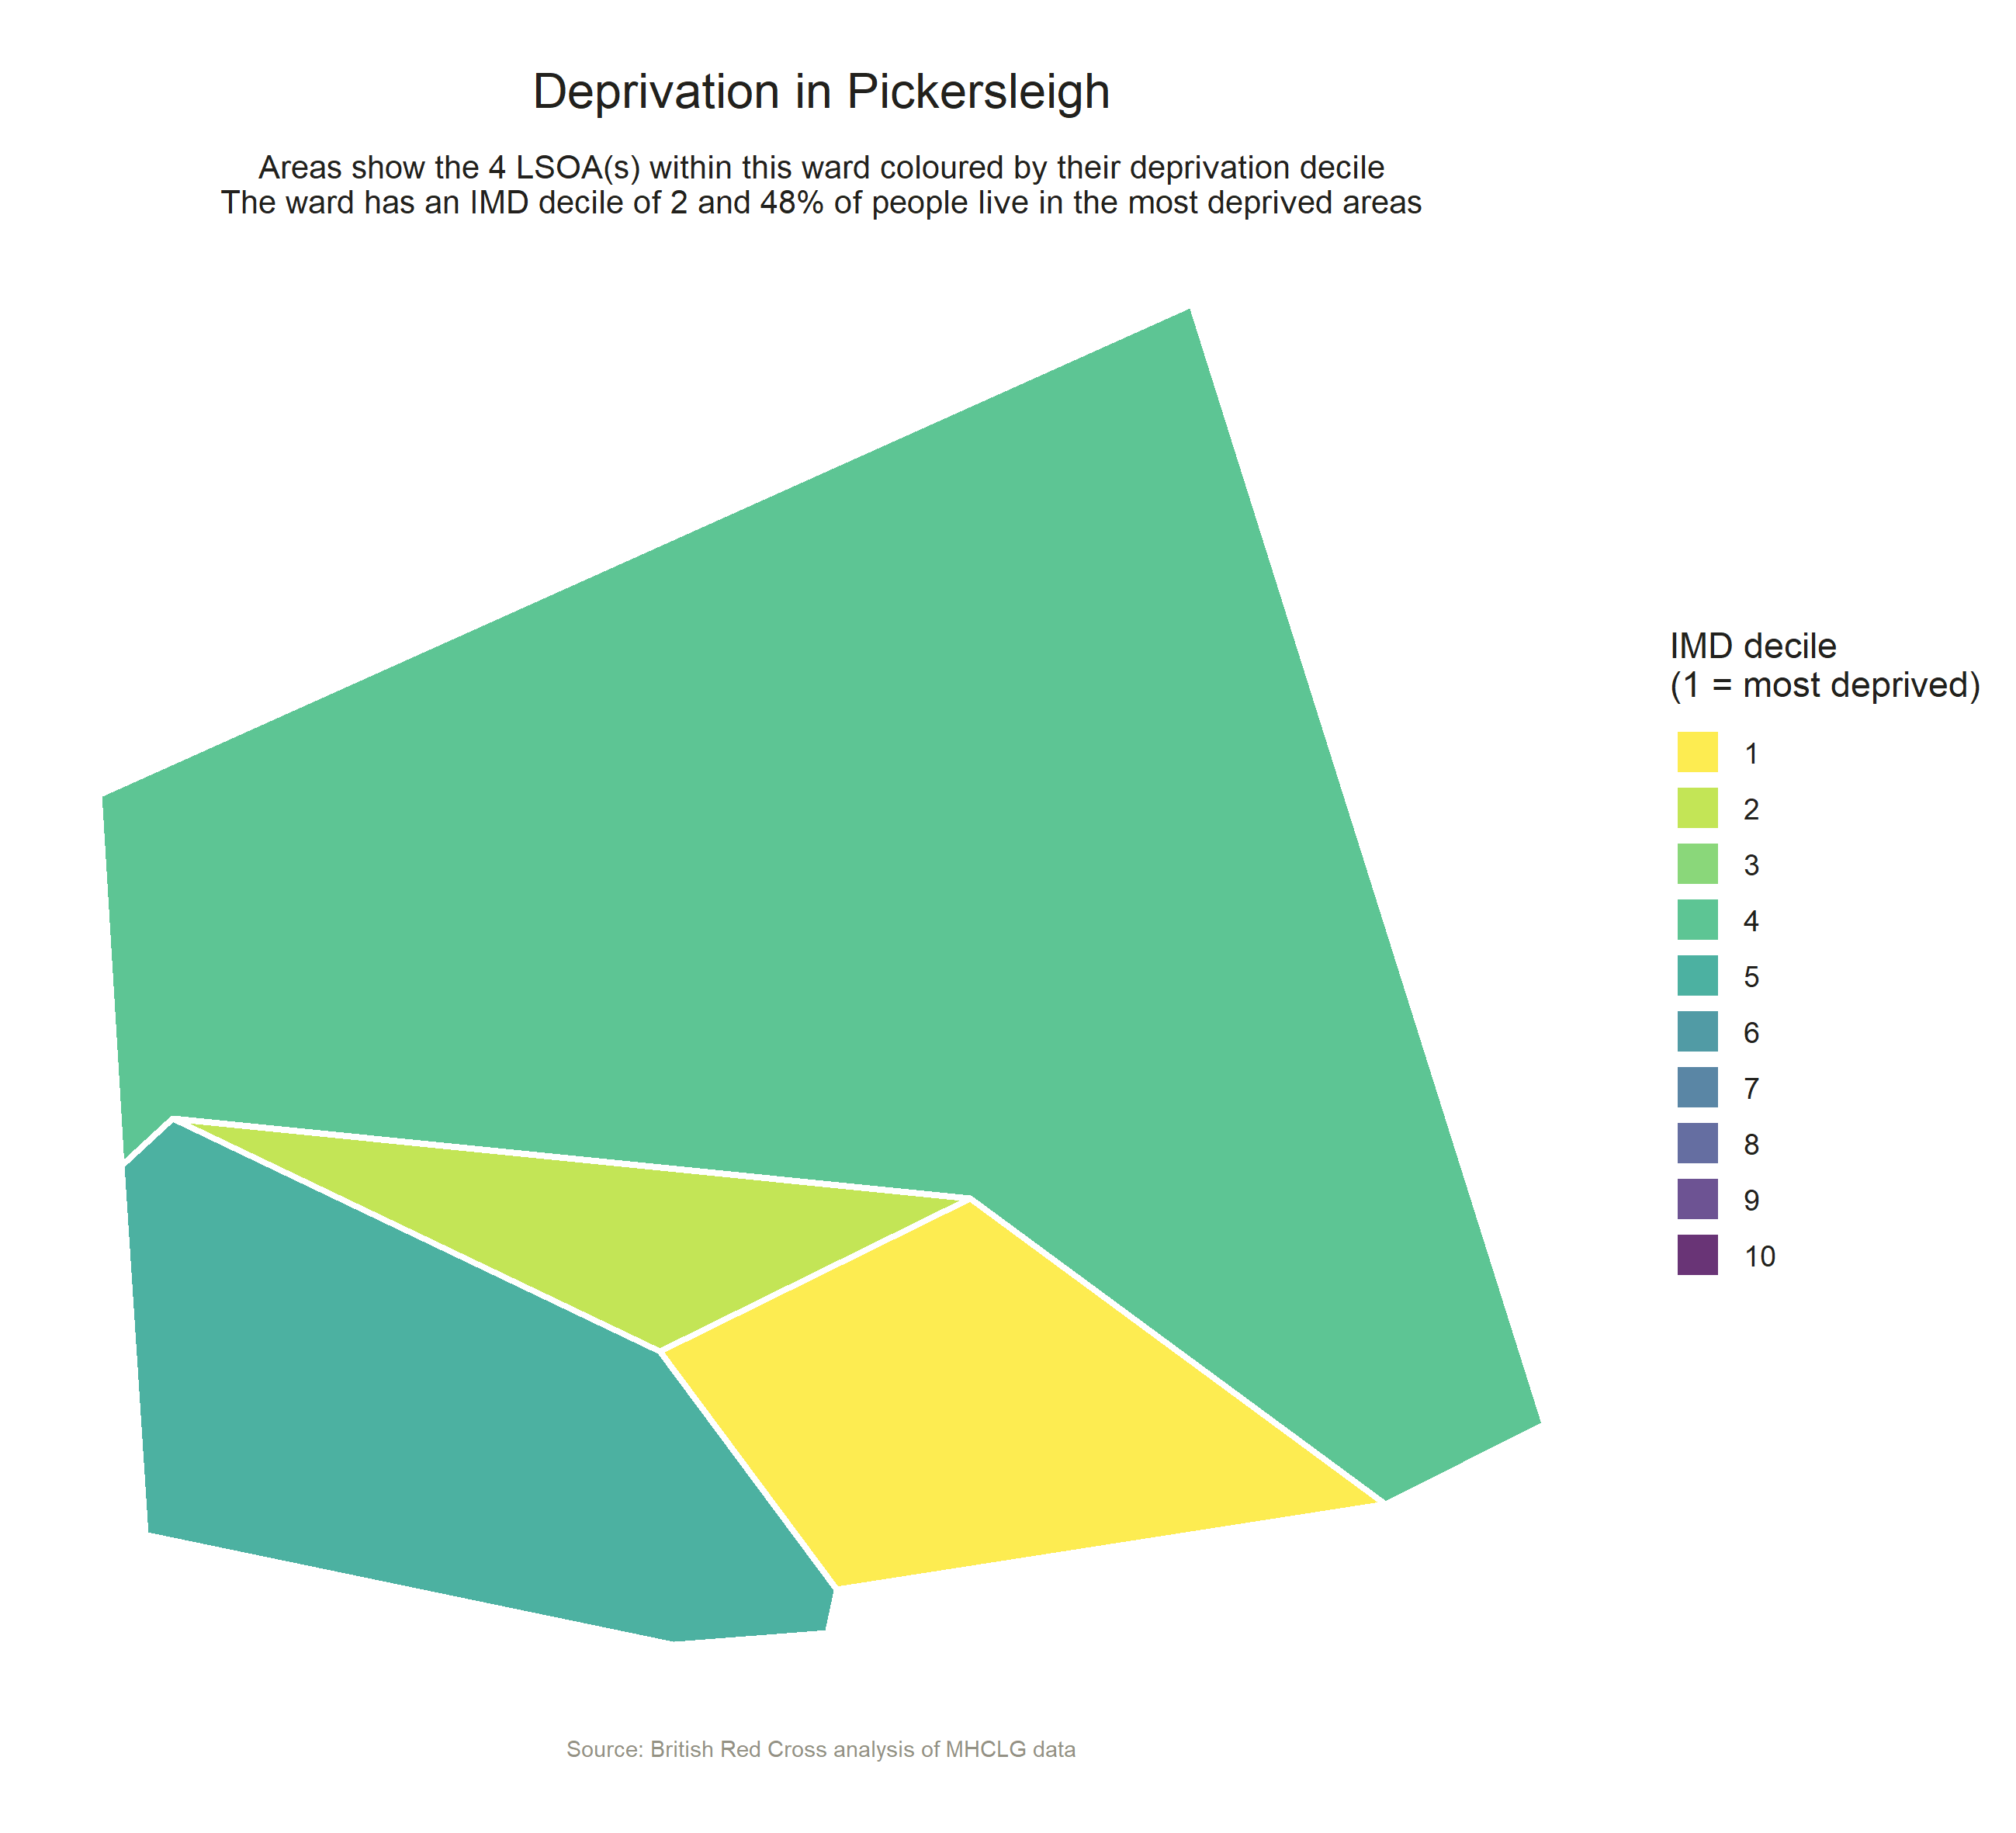 Deprivation in Pickersleigh
Areas show the 4 LSOA(s) within this ward coloured by their deprivation decile
The ward has an IMD decile of 2 and 48% of people live in the most deprived areas
IMD decile
(1 = most deprived)
1
2
3
4
5
6
7
8
9
10
Source: British Red Cross analysis of MHCLG data